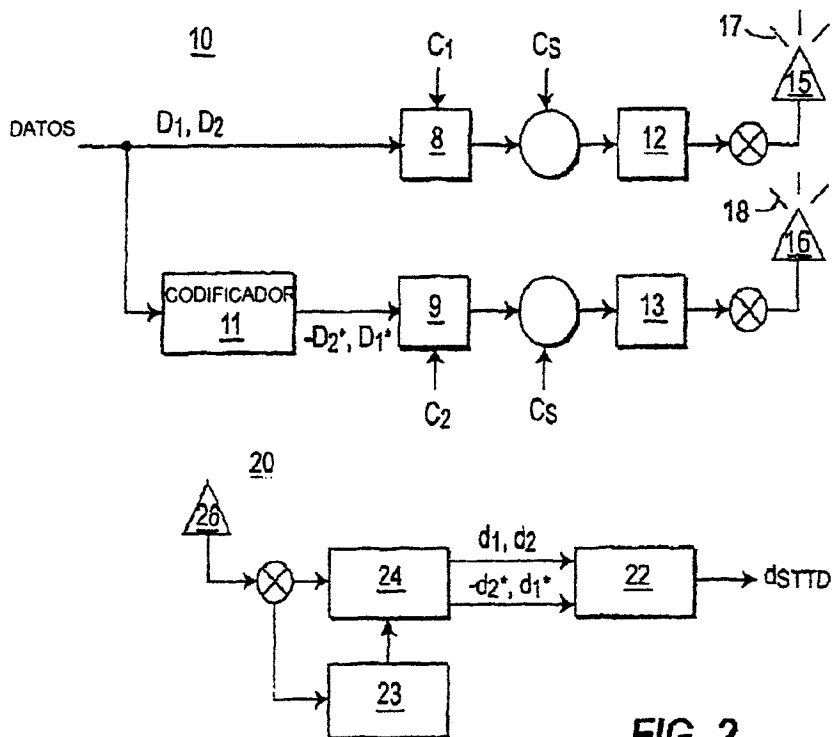 10
C1
CS
17
15
DATOS
D1, D2
8
12
18
16
CODIFICADOR
11
-D2*, D1*
9
13
C2
CS
20
26
24
d1, d2
-d2*, d1*
22
dSTTD
23
FIG. 2